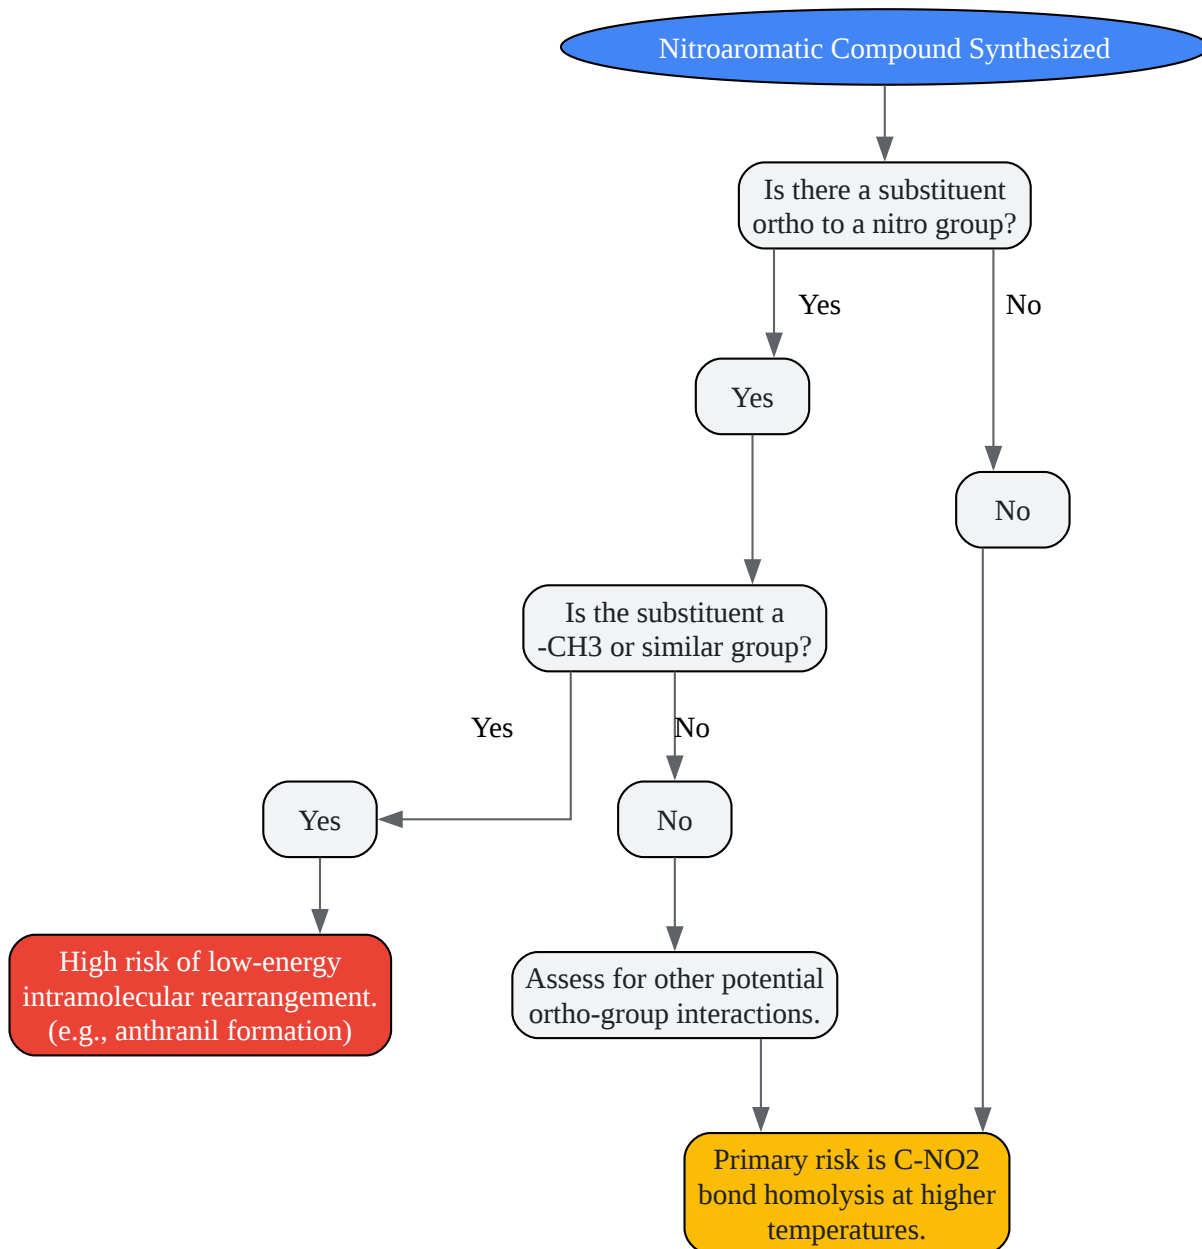 Nitroaromatic Compound Synthesized
Is there a substituent
ortho to a nitro group?
Yes
No
Yes
No
Is the substituent a
-CH3 or similar group?
Yes
No
Yes
No
High risk of low-energy
intramolecular rearrangement.
(e.g., anthranil formation)
Assess for other potential
ortho-group interactions.
Primary risk is C-NO2
bond homolysis at higher
temperatures.